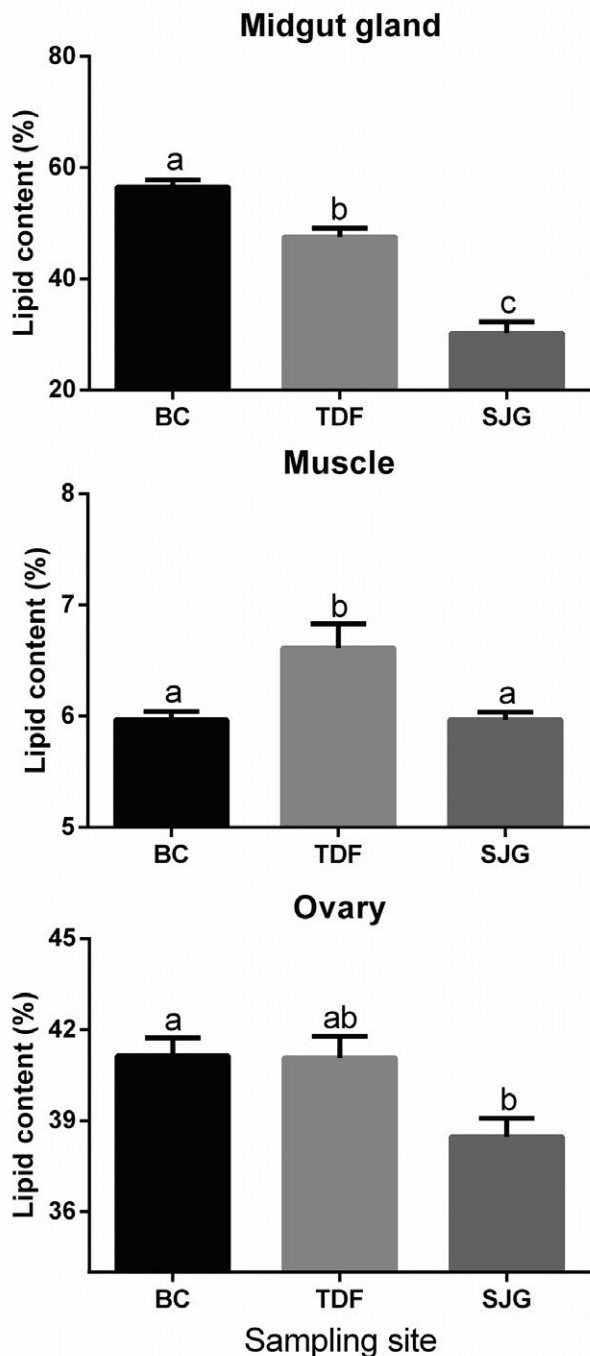 Midgut gland
Lipid content (%)
80
60
40
20
a
b
c
BC TDF SJG
Muscle
Lipid content (%)
8
7
6
5
a
b
a
BC TDF SJG
Ovary
Lipid content (%)
45
42
39
36
a
ab
b
BC TDF SJG
Sampling site